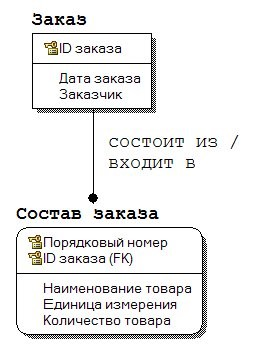 Заказ
ID заказа
Дата заказа
Заказчик
СОСТОИТ ИЗ /
ВХОДИТ В
Состав заказа
Порядковый номер
ID заказа (FK)
Наименование товара
Единица измерения
Количество товара